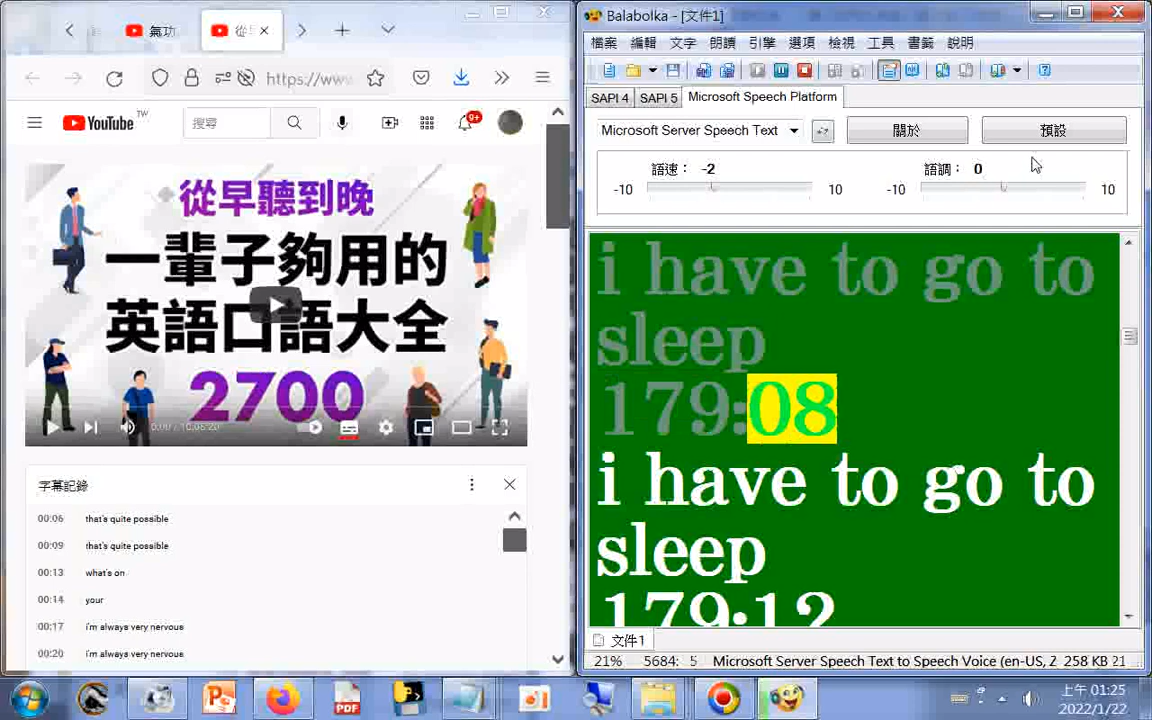 氣功
從!
https://www
YouTube TW
搜尋
9+
從早聽到晚
一輩子夠用的
英語口語大全
2700
0:00 / 10:05:20
字幕記錄
00:06 that's quite possible
00:09 that's quite possible
00:13 what's on
00:14 your
00:17 i'm always very nervous
00:20 i'm always very nervous
Balabolka - [文件1]
檔案 編輯 文字 朗讀 引擎 選項 檢視 工具 書籤 說明
SAPI 4 SAPI 5 Microsoft Speech Platform
Microsoft Server Speech Text
關於
預設
語速： -2
-10 10
語調： 0
-10 10
i have to go to
sleep
179:08
i have to go to
sleep
179:12
文件1
21% 5684: 5 Microsoft Server Speech Text to Speech Voice (en-US, Z 258 KB 21
PDF
上午 01:25
2022/1/22